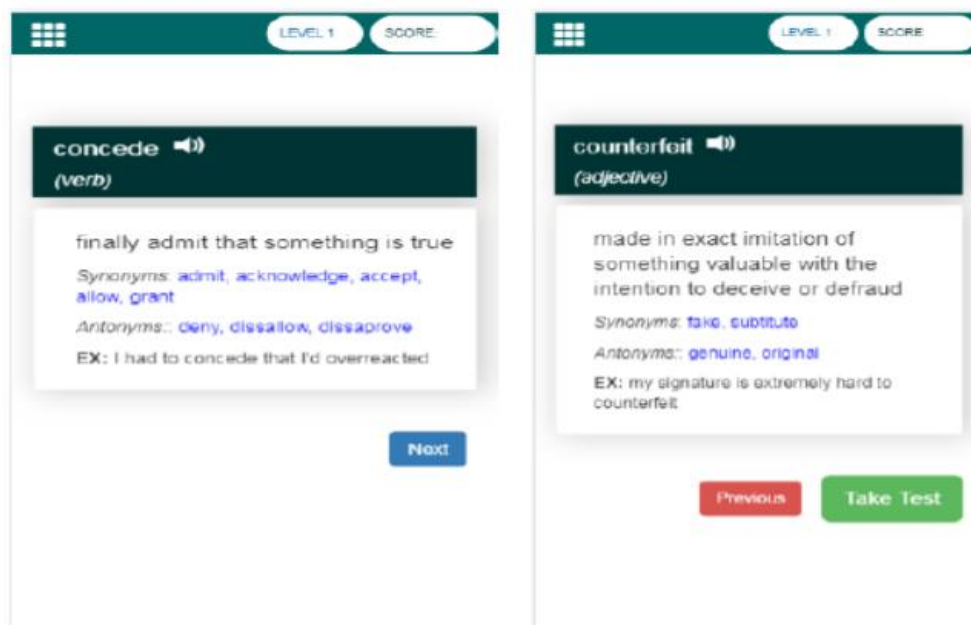 LEVEL 1
SCORE:
concede
(verb)
finally admit that something is true
Synonyms: admit, acknowledge, accept,
allow, grant
Antonyms:: deny, dissallow, dissaprove
EX: I had to concede that I'd overreacted
Next
LEVEL 1
SCORE
counterfeit
(adjective)
made in exact imitation of
something valuable with the
intention to deceive or defraud
Synonyms: fake, subtitute
Antonyms:: genuine, original
EX: my signature is extremely hard to
counterfeit
Previous
Take Test